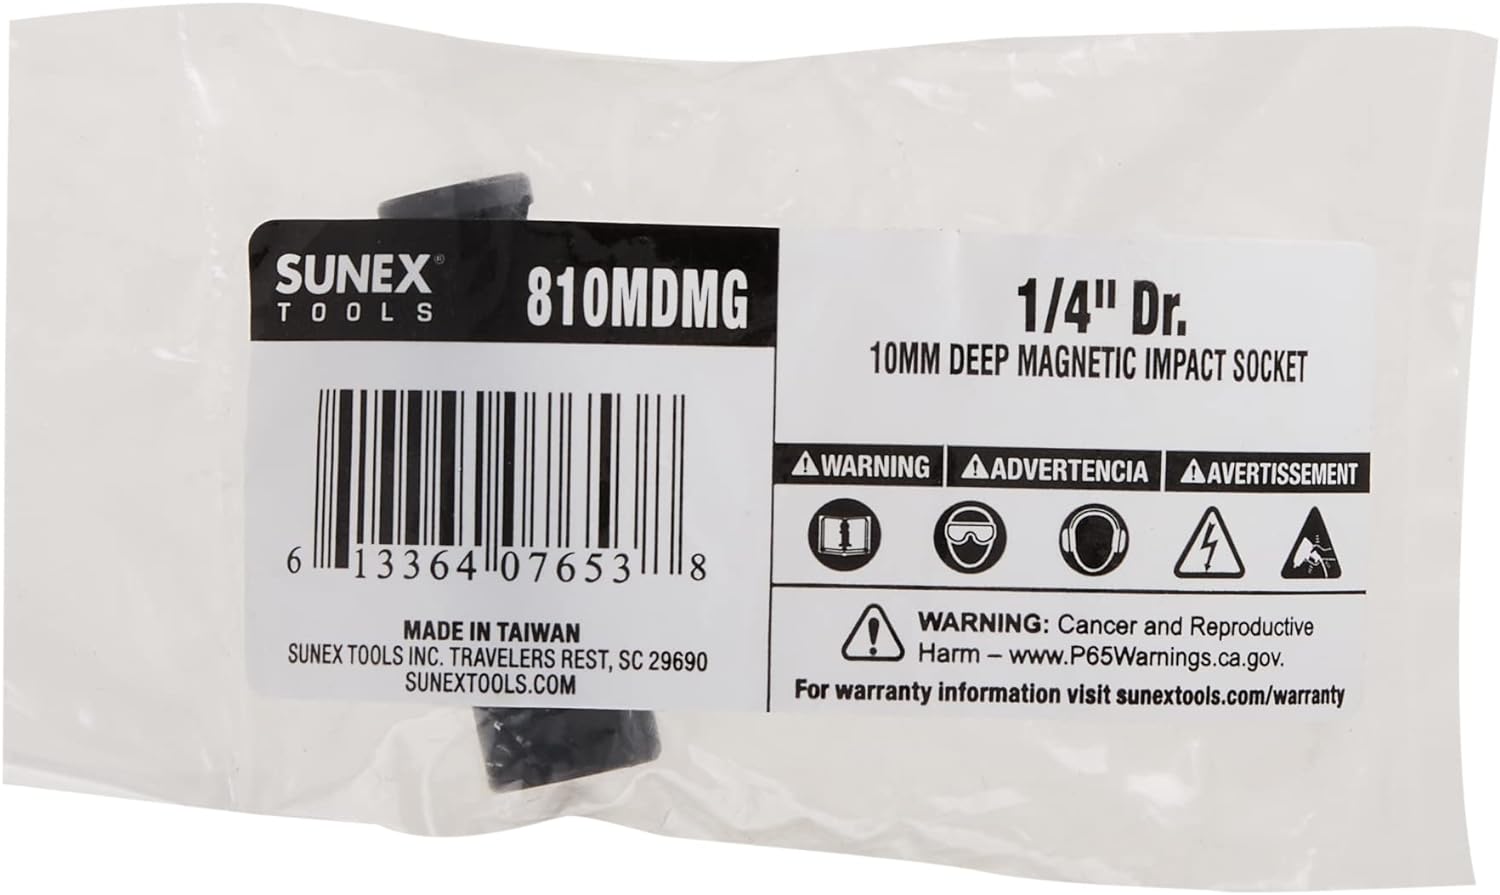 SUNEX®
TOOLS
810MDMG
6 13364 07653 8
MADE IN TAIWAN
SUNEX TOOLS INC. TRAVELERS REST, SC 29690
SUNEXTOOLS.COM
1/4" Dr.
10MM DEEP MAGNETIC IMPACT SOCKET
WARNING
ADVERTENCIA
AVERTISSEMENT
WARNING: Cancer and Reproductive
Harm – www.P65Warnings.ca.gov.
For warranty information visit sunextools.com/warranty